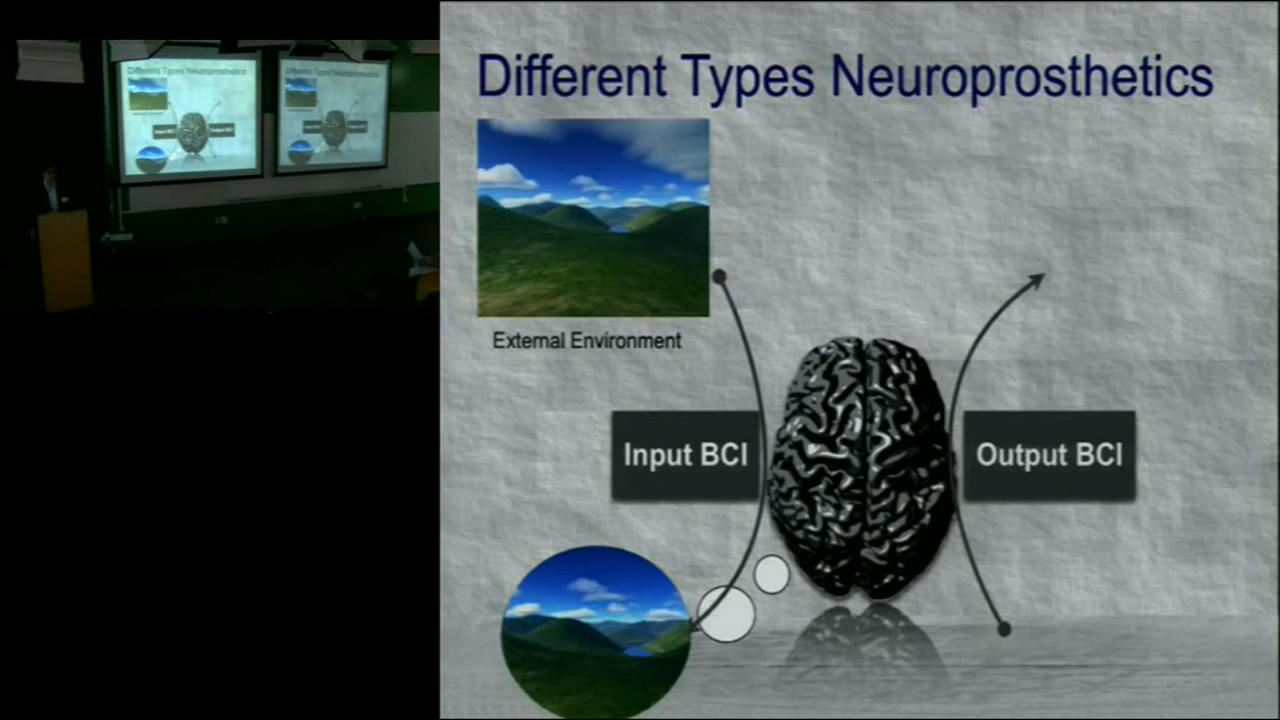 Different Types Neuroprosthetics
External Environment
Input BCI
Output BCI